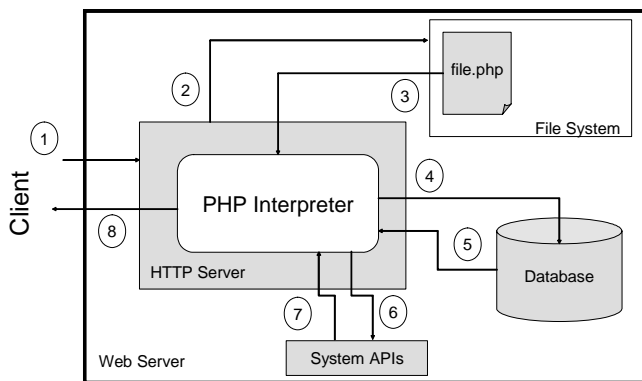 file.php
File System
2
3
1
Client
PHP Interpreter
4
8
5
HTTP Server
Database
7
6
System APIs
Web Server